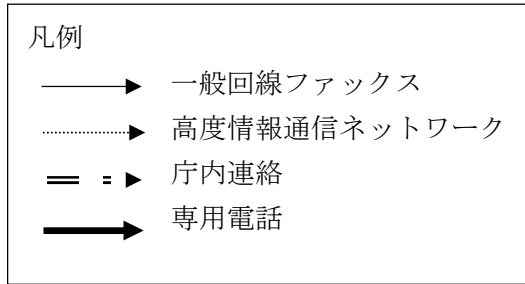 凡例
一般回線ファックス
高度情報通信ネットワーク
庁内連絡
専用電話